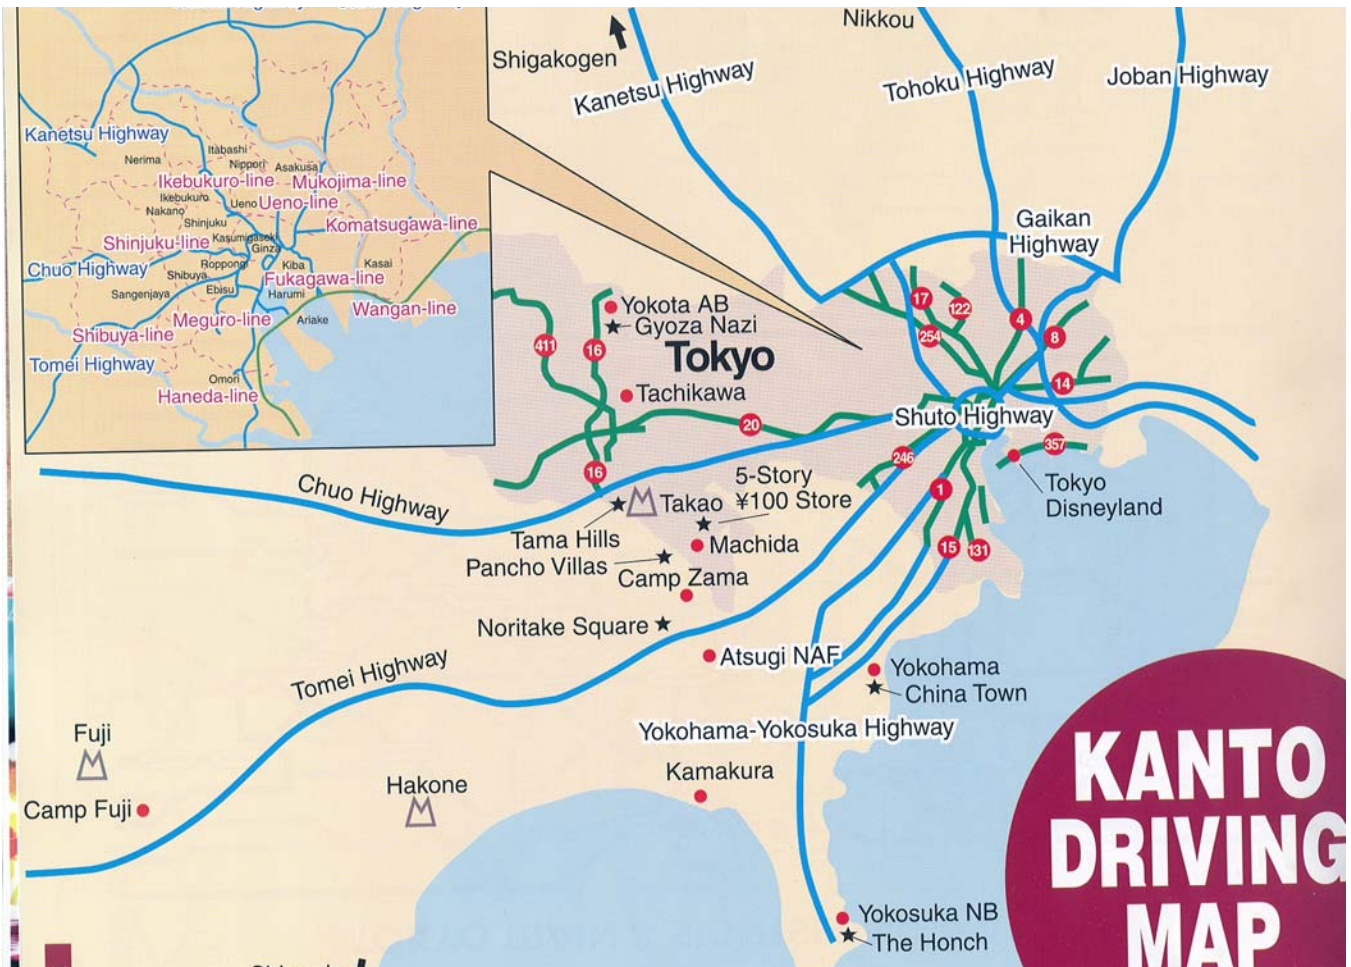 Nikkou
Shigakogen
Kanetsu Highway
Tohoku Highway
Joban Highway
Gaikan
Highway
Kanetsu Highway
Itabashi
Nerima
Nippori
Asakusa
Ikebukuro-line
Mukojima-line
Ikebukuro
Ueno
Ueno-line
Nakano
Shinjuku
Komatsugawa-line
Kasumigaseki
Shinjuku-line
Ginza
Chuo Highway
Roppongi
Kiba
Kasai
Shibuya
Fukagawa-line
Sangenjaya
Ebisu
Harumi
Wangan-line
Meguro-line
Ariake
Shibuya-line
Tomei Highway
Omori
Haneda-line
Yokota AB
Gyoza Nazi
17
122
4
8
254
411
16
Tokyo
Tachikawa
14
20
Shuto Highway
246
357
16
1
Tokyo
Disneyland
Chuo Highway
5-Story
¥100 Store
Takao
Tama Hills
Machida
15
131
Pancho Villas
Camp Zama
Noritake Square
Atsugi NAF
Tomei Highway
Yokohama
China Town
Yokohama-Yokosuka Highway
Fuji
Kamakura
Hakone
Camp Fuji
KANTO
DRIVING
MAP
Yokosuka NB
The Honch